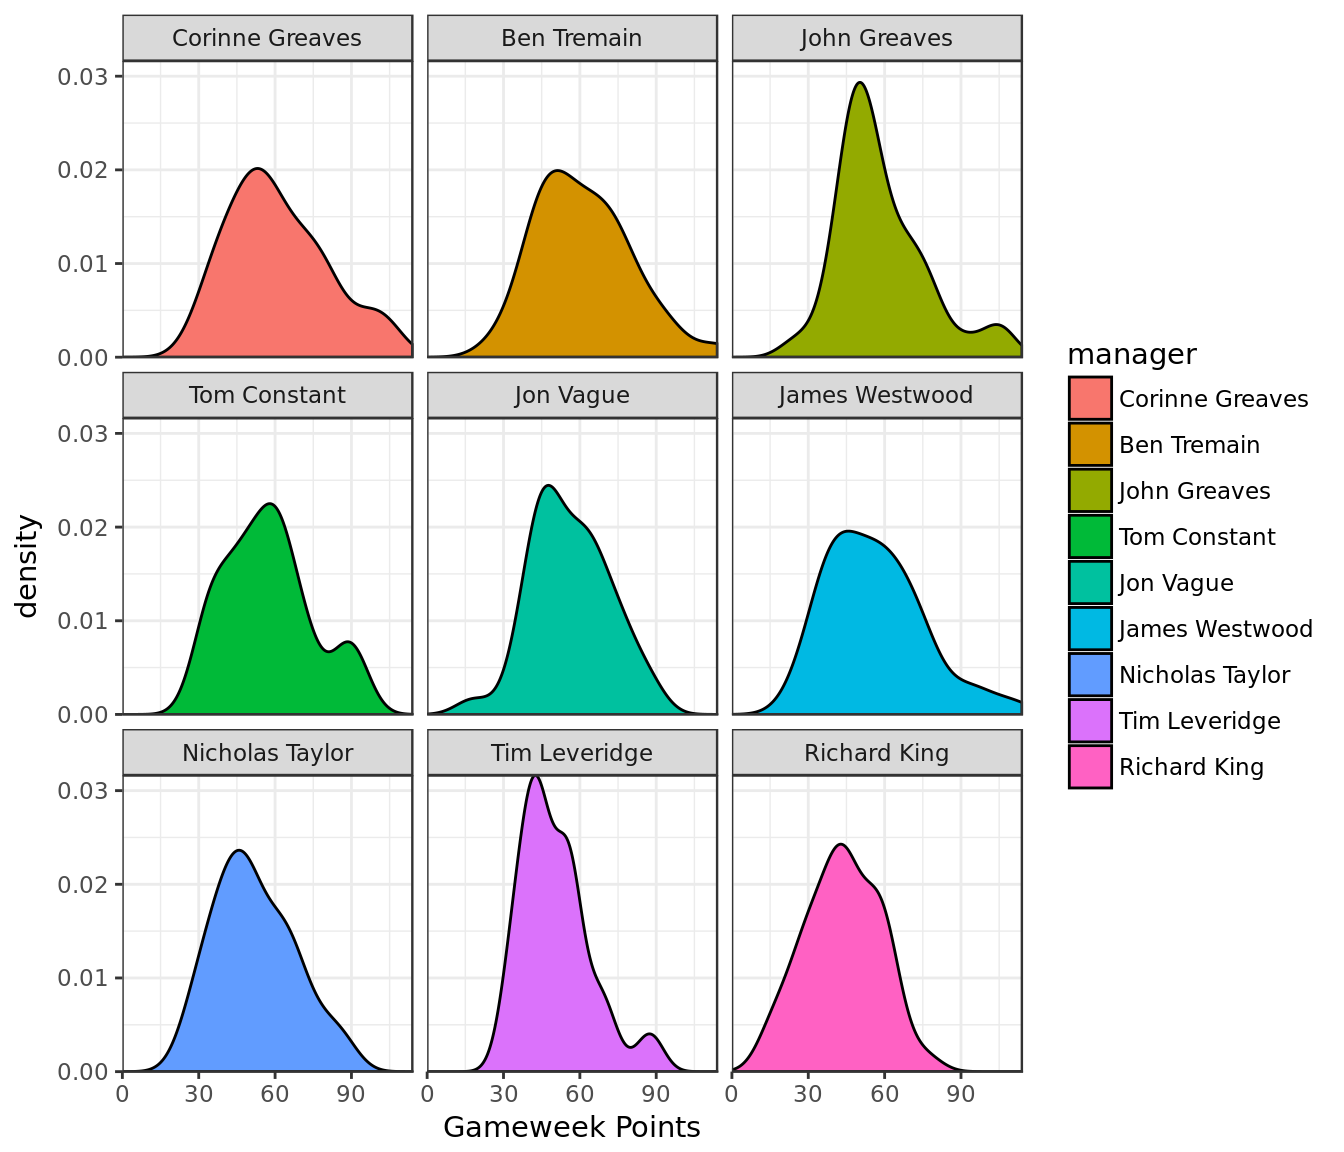 Corinne Greaves
Ben Tremain
John Greaves
0.03
0.02
0.01
0.00
Tom Constant
Jon Vague
James Westwood
0.03
0.02
0.01
0.00
Nicholas Taylor
Tim Leveridge
Richard King
0.03
0.02
0.01
0.00
0 30 60 90
0 30 60 90
0 30 60 90
density
Gameweek Points
manager
Corinne Greaves
Ben Tremain
John Greaves
Tom Constant
Jon Vague
James Westwood
Nicholas Taylor
Tim Leveridge
Richard King